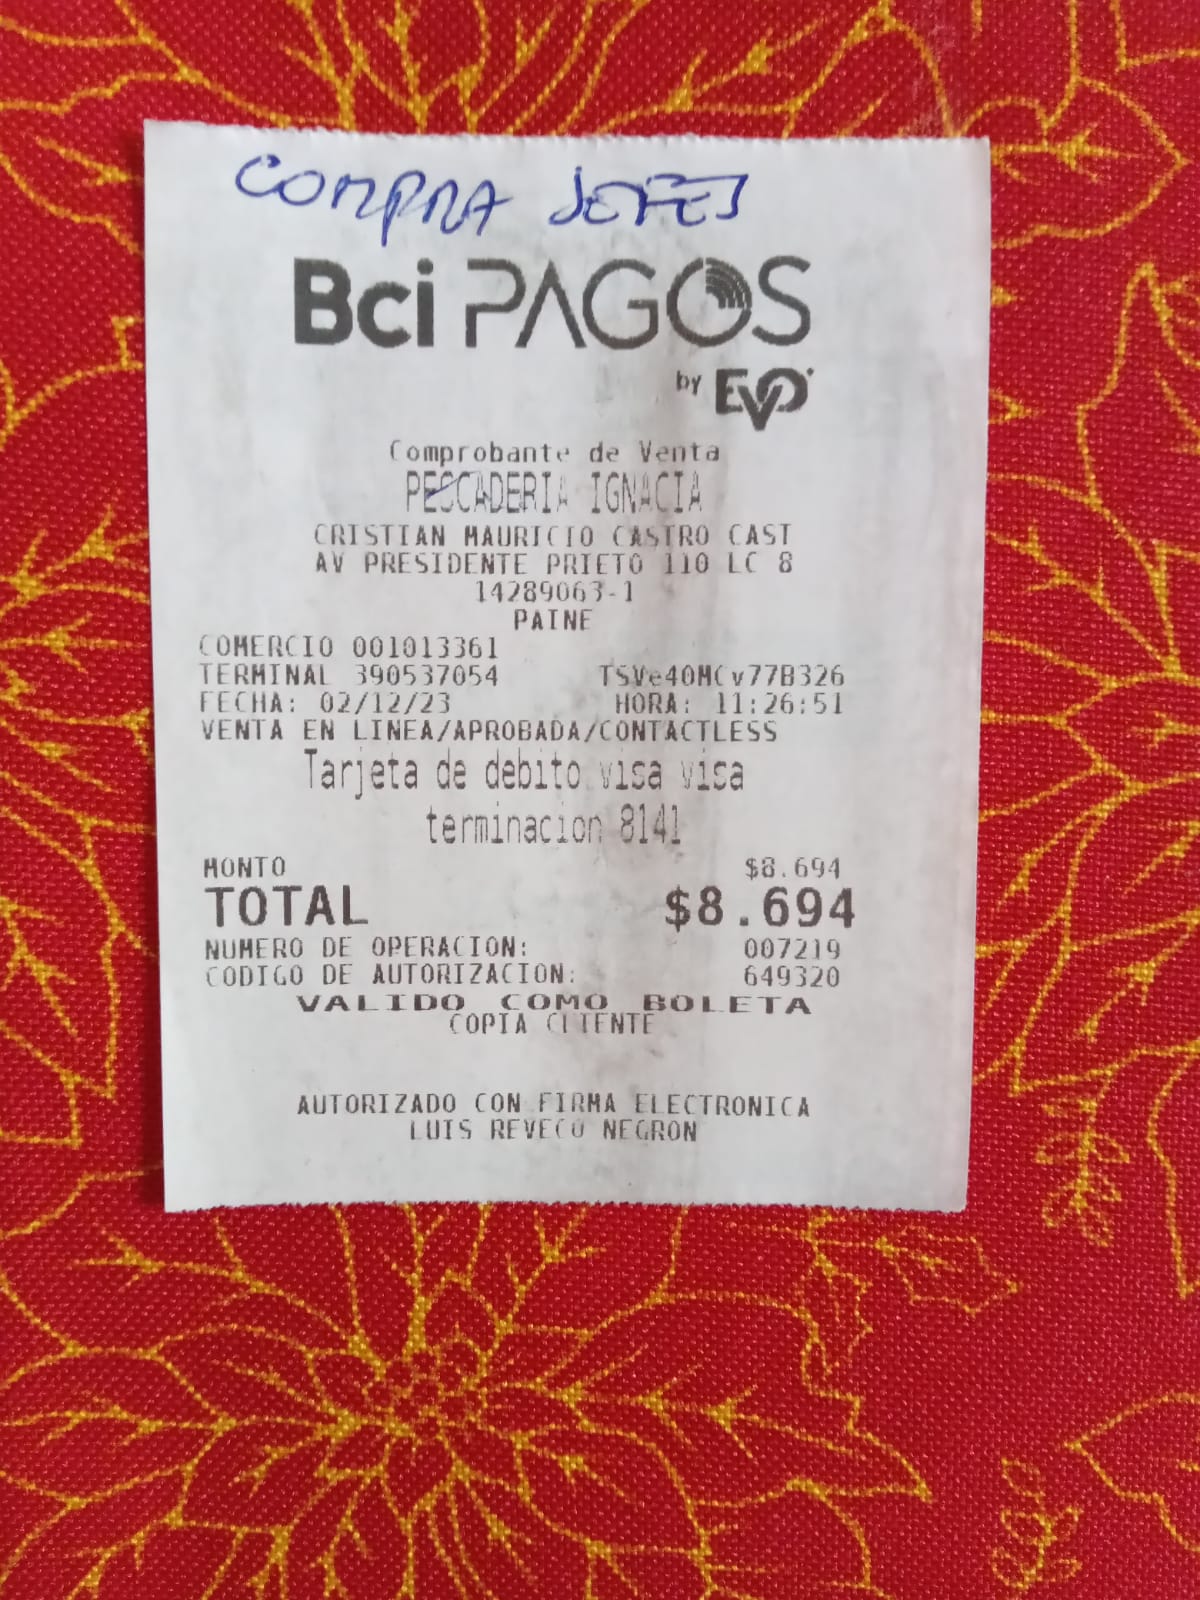 COMPRA JEFES
Bci PAGOS
by EVO
Comprobante de Venta
PESCADERIA IGNACIA
CRISTIAN MAURICIO CASTRO CAST
AV PRESIDENTE PRIETO 110 LC 8
14289063-1
PAINE
COMERCIO 001013361
TERMINAL 390537054 TSVe40MCv77B326
FECHA: 02/12/23 HORA: 11:26:51
VENTA EN LINEA/APROBADA/CONTACTLESS
Tarjeta de debito visa visa
terminacion 8141
MONTO $8.694
TOTAL $8.694
NUMERO DE OPERACION: 007219
CODIGO DE AUTORIZACION: 649320
VALIDO COMO BOLETA
COPIA CLIENTE
AUTORIZADO CON FIRMA ELECTRONICA
LUIS REVECO NEGRON